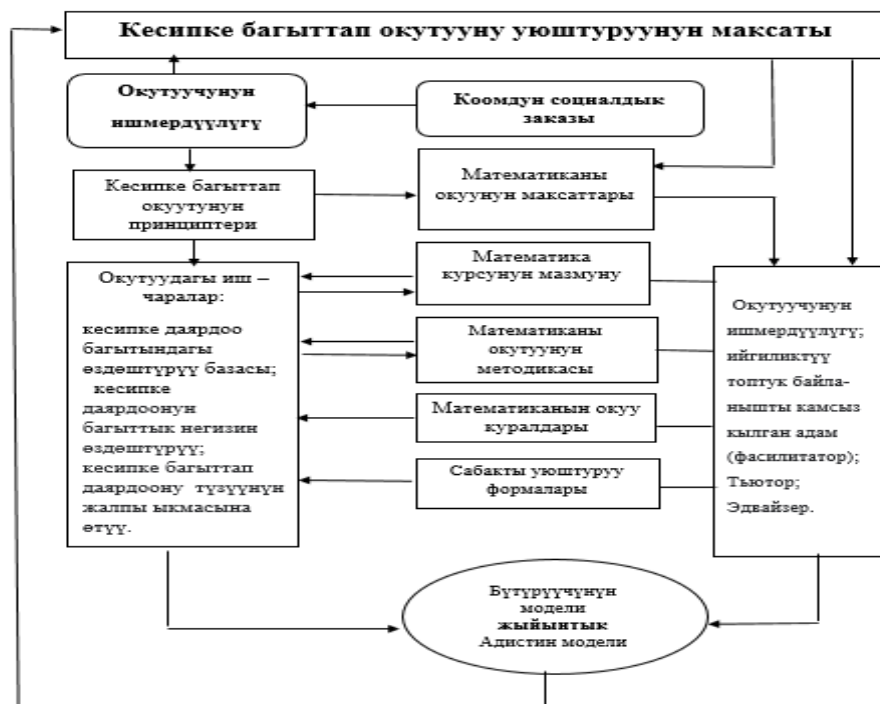 Кесипке багыттап окутууну уюштуруунун максаты
Окутуучунун
ишмердүүлүгү
Коомдун социалдык
заказы
Кесипке багыттап
окуутунун
принциптери
Математиканы
окуунун максаттары
Окутуудагы иш –
чаралар:
кесипке даярдоо
багытындагы
өздөштүрүү базасы;
кесипке
даярдоонун
багыттык негизин
өздөштүрүү;
кесипке багыттап
даярдоону түзүүнүн
жалпы ыкмасына
өтүү.
Математика
курсунун мазмуну
Математиканы
окутуунун
методикасы
Математиканын окуу
куралдары
Сабакты уюштуруу
формалары
Окутуучунун
ишмердүүлүгү;
ийгиликтүү
топтук байла-
нышты камсыз
кылган адам
(фасилитатор);
Тьютор;
Эдвайзер.
Бүтүрүүчүнүн
модели
жыйынтык
Адистин модели